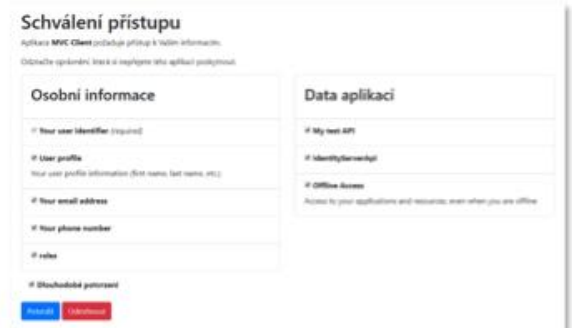 Schválení přístupu
Aplikace MVC Client požaduje přístup k Vašim informacím.
Odznačte oprávnění, která si nepřejete této aplikaci poskytnout.
Osobní informace
Your user identifier (required)
User profile
Your user profile information (first name, last name, etc.)
Your email address
Your phone number
roles
Dlouhodobé potvrzení
Potvrdit Odmítnout
Data aplikací
My test API
IdentityServerApi
Offline Access
Access to your applications and resources, even when you are offline